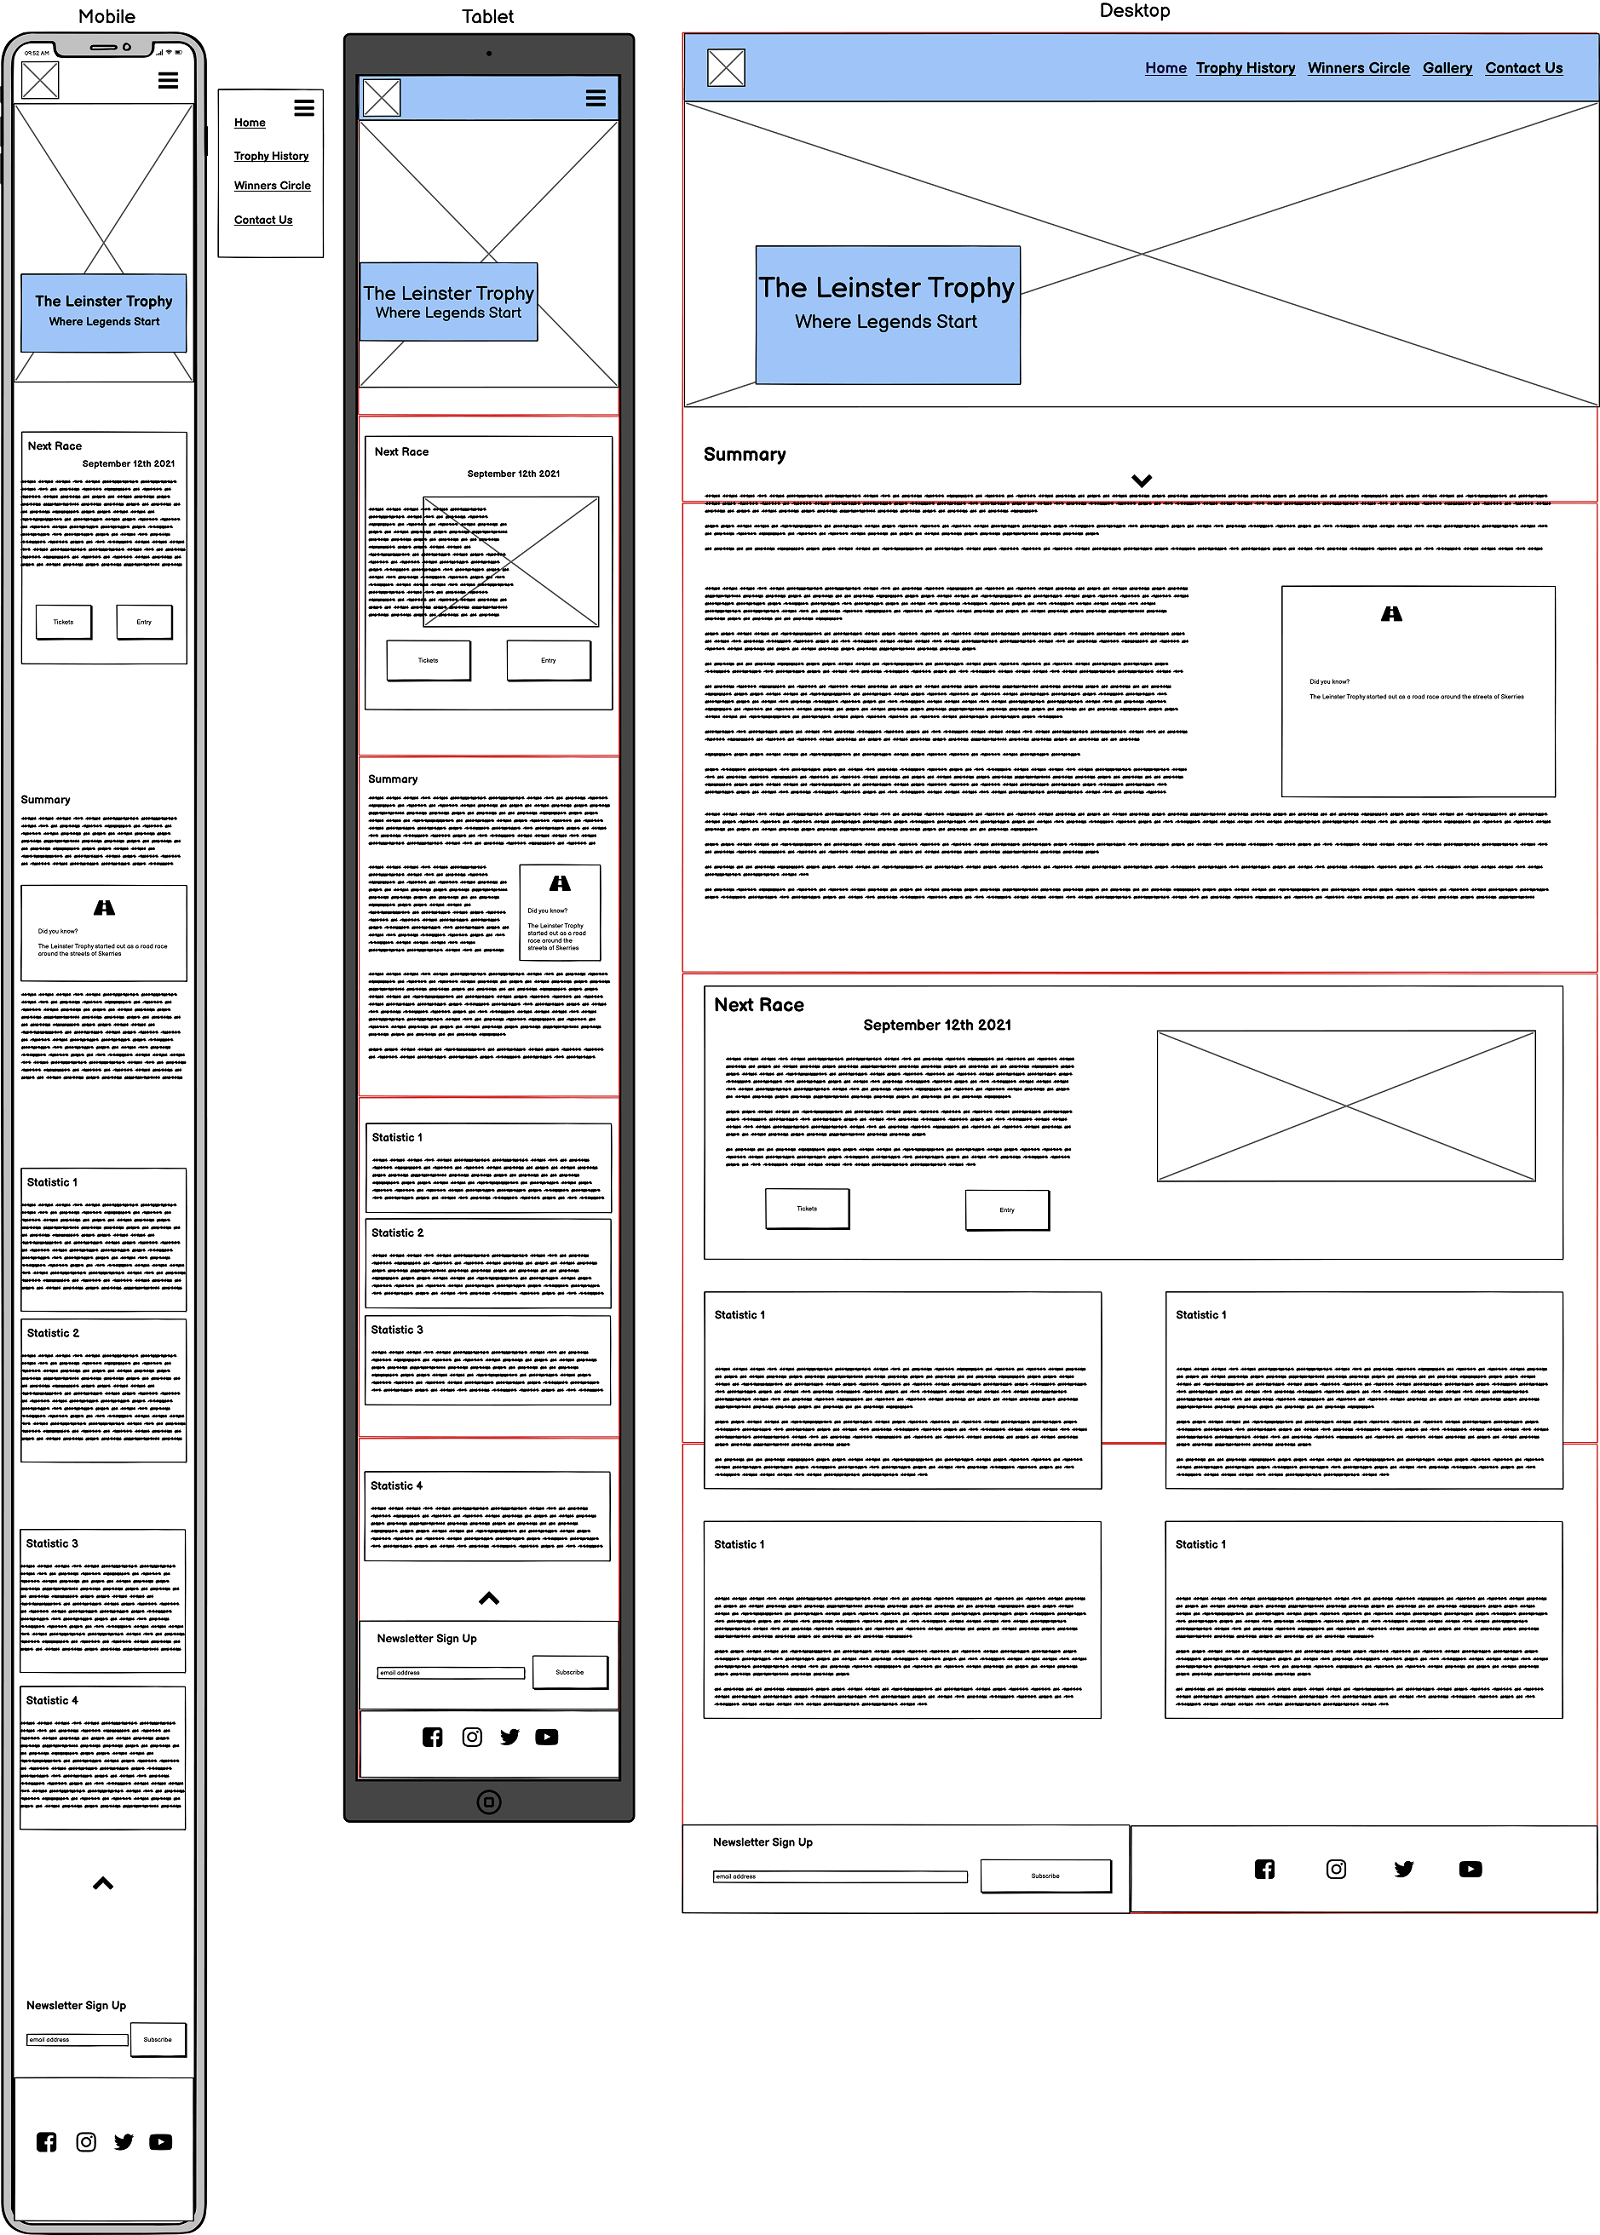 Mobile
09:52 AM
The Leinster Trophy
Where Legends Start
Next Race
September 12th 2021
Tickets
Entry
Summary
Did you know?
The Leinster Trophy started out as a road race
around the streets of Skerries
Statistic 1
Statistic 2
Statistic 3
Statistic 4
Newsletter Sign Up
email address
Subscribe
Home
Trophy History
Winners Circle
Contact Us
Tablet
The Leinster Trophy
Where Legends Start
Next Race
September 12th 2021
Tickets
Entry
Summary
Did you know?
The Leinster Trophy
started out as a road
race around the
streets of Skerries
Statistic 1
Statistic 2
Statistic 3
Statistic 4
Newsletter Sign Up
email address
Subscribe
Desktop
Home Trophy History Winners Circle Gallery Contact Us
The Leinster Trophy
Where Legends Start
Summary
Did you know?
The Leinster Trophy started out as a road race around the streets of Skerries
Next Race
September 12th 2021
Tickets
Entry
Statistic 1
Statistic 1
Statistic 1
Statistic 1
Newsletter Sign Up
email address
Subscribe